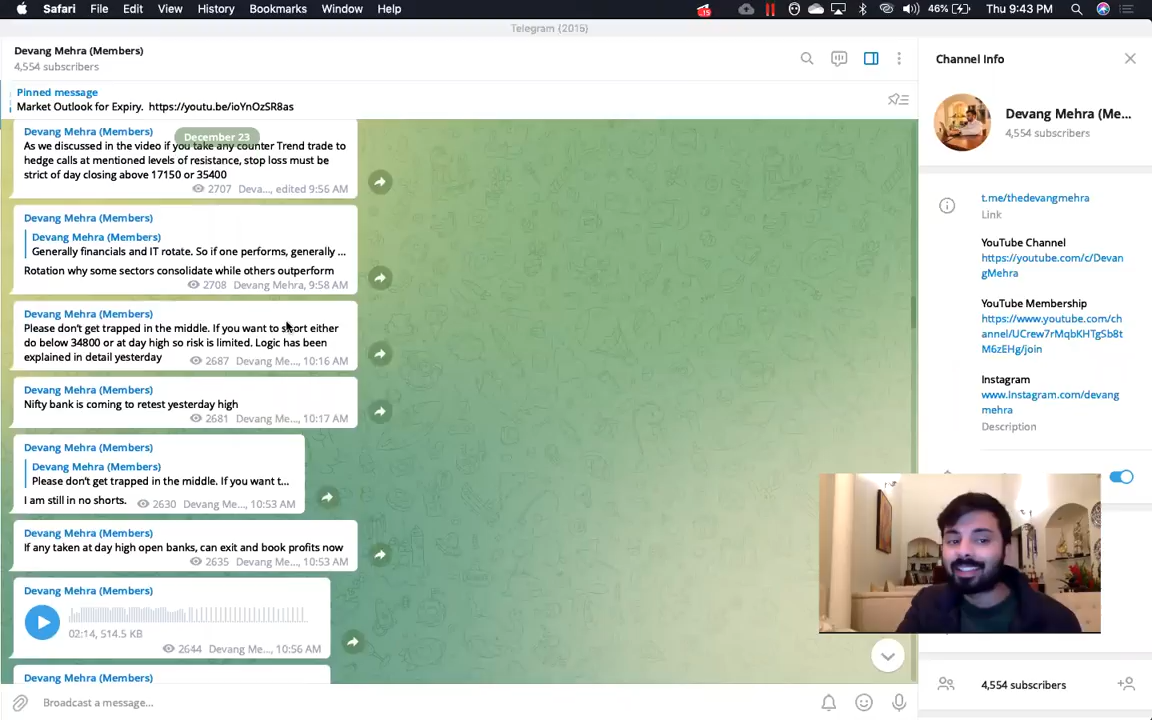 Safari File Edit View History Bookmarks Window Help
46% Thu 9:43 PM
Telegram (2015)
Devang Mehra (Members)
4,554 subscribers
Pinned message
Market Outlook for Expiry. https://youtu.be/ioYnOzSR8as
December 23
Devang Mehra (Members)
As we discussed in the video if you take any counter Trend trade to
hedge calls at mentioned levels of resistance, stop loss must be
strict of day closing above 17150 or 35400
2707 Deva..., edited 9:56 AM
Devang Mehra (Members)
Devang Mehra (Members)
Generally financials and IT rotate. So if one performs, generally ...
Rotation why some sectors consolidate while others outperform
2708 Devang Mehra, 9:58 AM
Devang Mehra (Members)
Please don't get trapped in the middle. If you want to short either
do below 34800 or at day high so risk is limited. Logic has been
explained in detail yesterday
2687 Devang Me..., 10:16 AM
Devang Mehra (Members)
Nifty bank is coming to retest yesterday high
2681 Devang Me..., 10:17 AM
Devang Mehra (Members)
Devang Mehra (Members)
Please don't get trapped in the middle. If you want t...
I am still in no shorts.
2630 Devang Me..., 10:53 AM
Devang Mehra (Members)
If any taken at day high open banks, can exit and book profits now
2635 Devang Me..., 10:53 AM
Devang Mehra (Members)
02:14, 514.5 KB
2644 Devang Me..., 10:56 AM
Devang Mehra (Members)
Broadcast a message...
Channel Info
Devang Mehra (Me...
4,554 subscribers
t.me/thedevangmehra
Link
YouTube Channel
https://youtube.com/c/Devan
gMehra
YouTube Membership
https://www.youtube.com/ch
annel/UCrew7rMqbKHTgSb8t
M6zEHg/join
Instagram
www.Instagram.com/devang
mehra
Description
4,554 subscribers